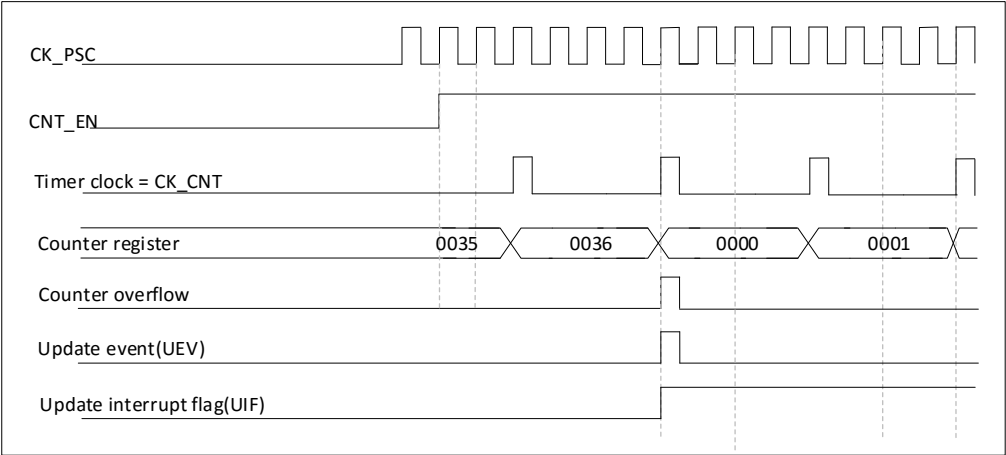 CK_PSC
CNT_EN
Timer clock = CK_CNT
Counter register 0035 0036 0000 0001
Counter overflow
Update event(UEV)
Update interrupt flag(UIF)